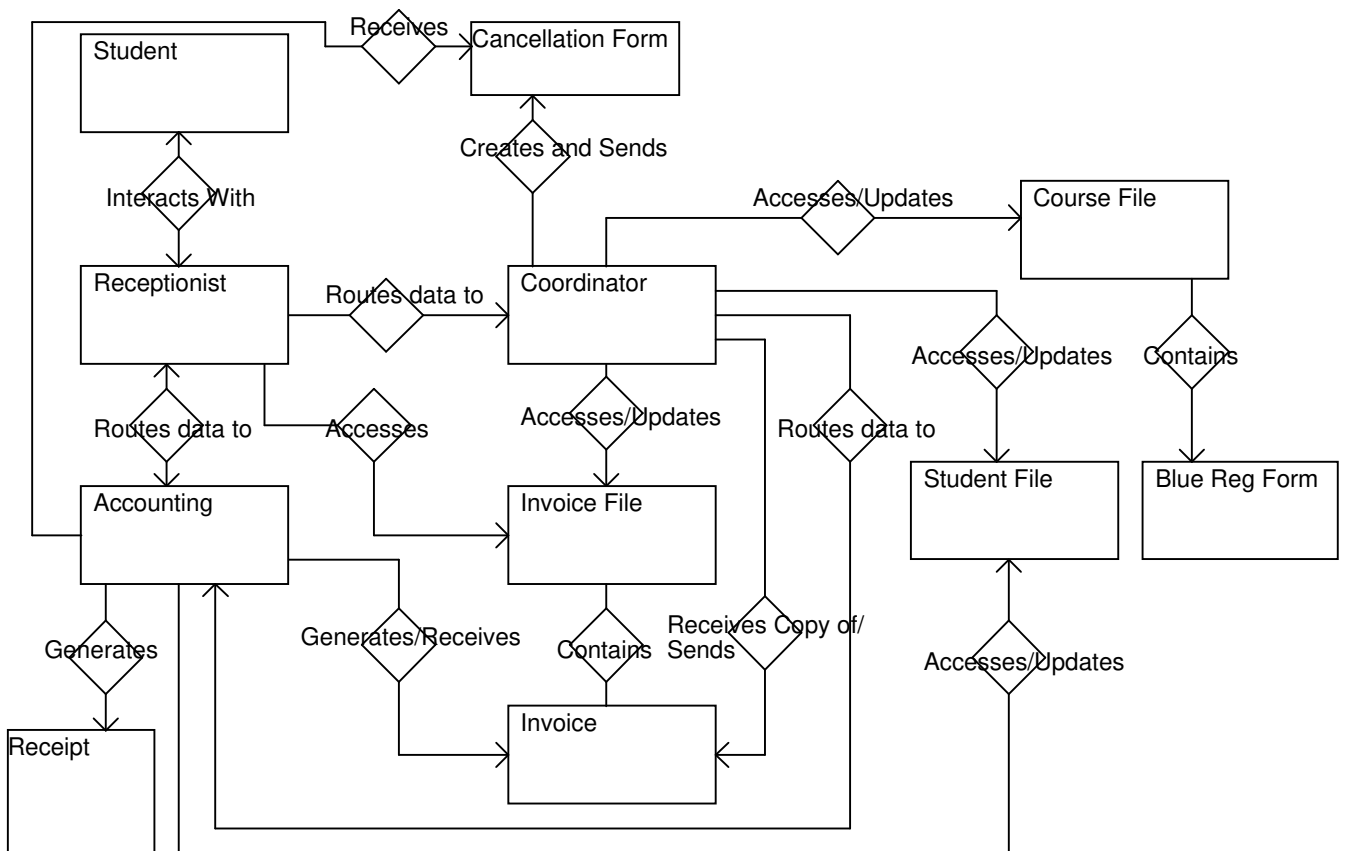 Receives
Cancellation Form
Student
Creates and Sends
Interacts With
Accesses/Updates
Course File
Receptionist
Routes data to
Coordinator
Accesses/Updates
Contains
Routes data to
Accesses
Accesses/Updates
Routes data to
Student File
Blue Reg Form
Accounting
Invoice File
Generates
Generates/Receives
Contains
Receives Copy of/
Sends
Accesses/Updates
Invoice
Receipt